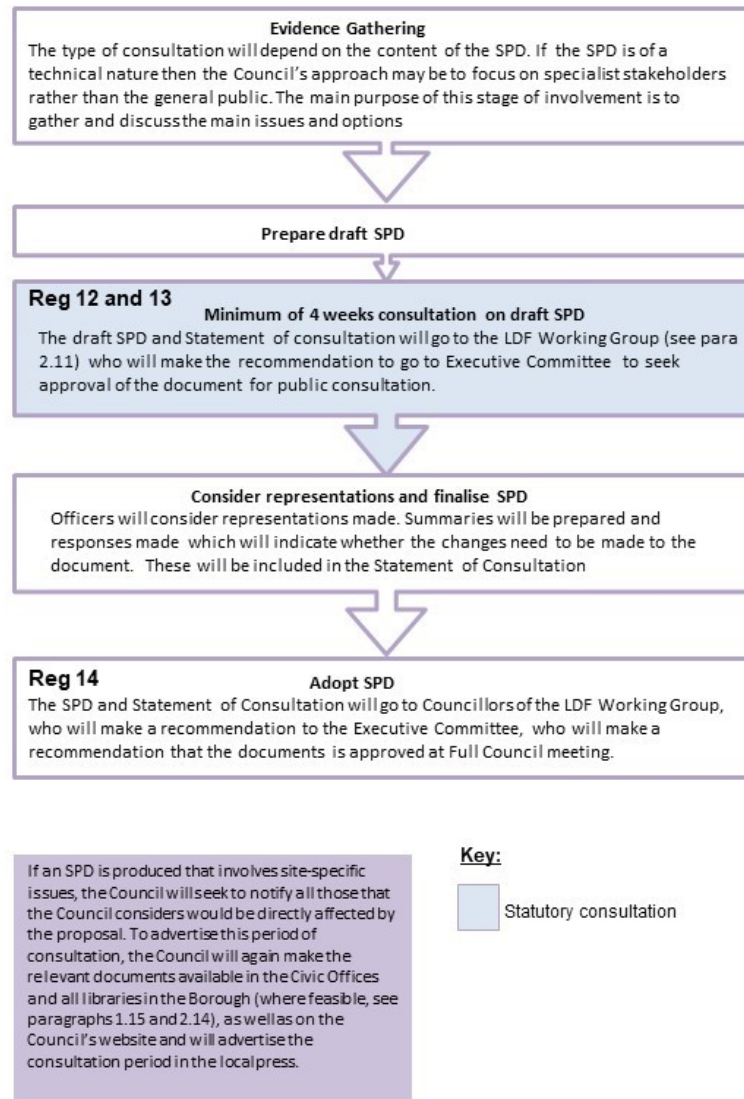 Evidence Gathering
The type of consultation will depend on the content of the SPD. If the SPD is of a
technical nature then the Council's approach may be to focus on specialist stakeholders
rather than the general public. The main purpose of this stage of involvement is to
gather and discuss the main issues and options
Prepare draft SPD
Reg 12 and 13
Minimum of 4 weeks consultation on draft SPD
The draft SPD and Statement of consultation will go to the LDF Working Group (see para
2.11) who will make the recommendation to go to Executive Committee to seek
approval of the document for public consultation.
Consider representations and finalise SPD
Officers will consider representations made. Summaries will be prepared and
responses made which will indicate whether the changes need to be made to the
document. These will be included in the Statement of Consultation
Reg 14
Adopt SPD
The SPD and Statement of Consultation will go to Councillors of the LDF Working Group,
who will make a recommendation to the Executive Committee, who will make a
recommendation that the documents is approved at Full Council meeting.
If an SPD is produced that involves site-specific
issues, the Council will seek to notify all those that
the Council considers would be directly affected by
the proposal. To advertise this period of
consultation, the Council will again make the
relevant documents available in the Civic Offices
and all libraries in the Borough (where feasible, see
paragraphs 1.15 and 2.14), as well as on the
Council's website and will advertise the
consultation period in the local press.
Key:
Statutory consultation